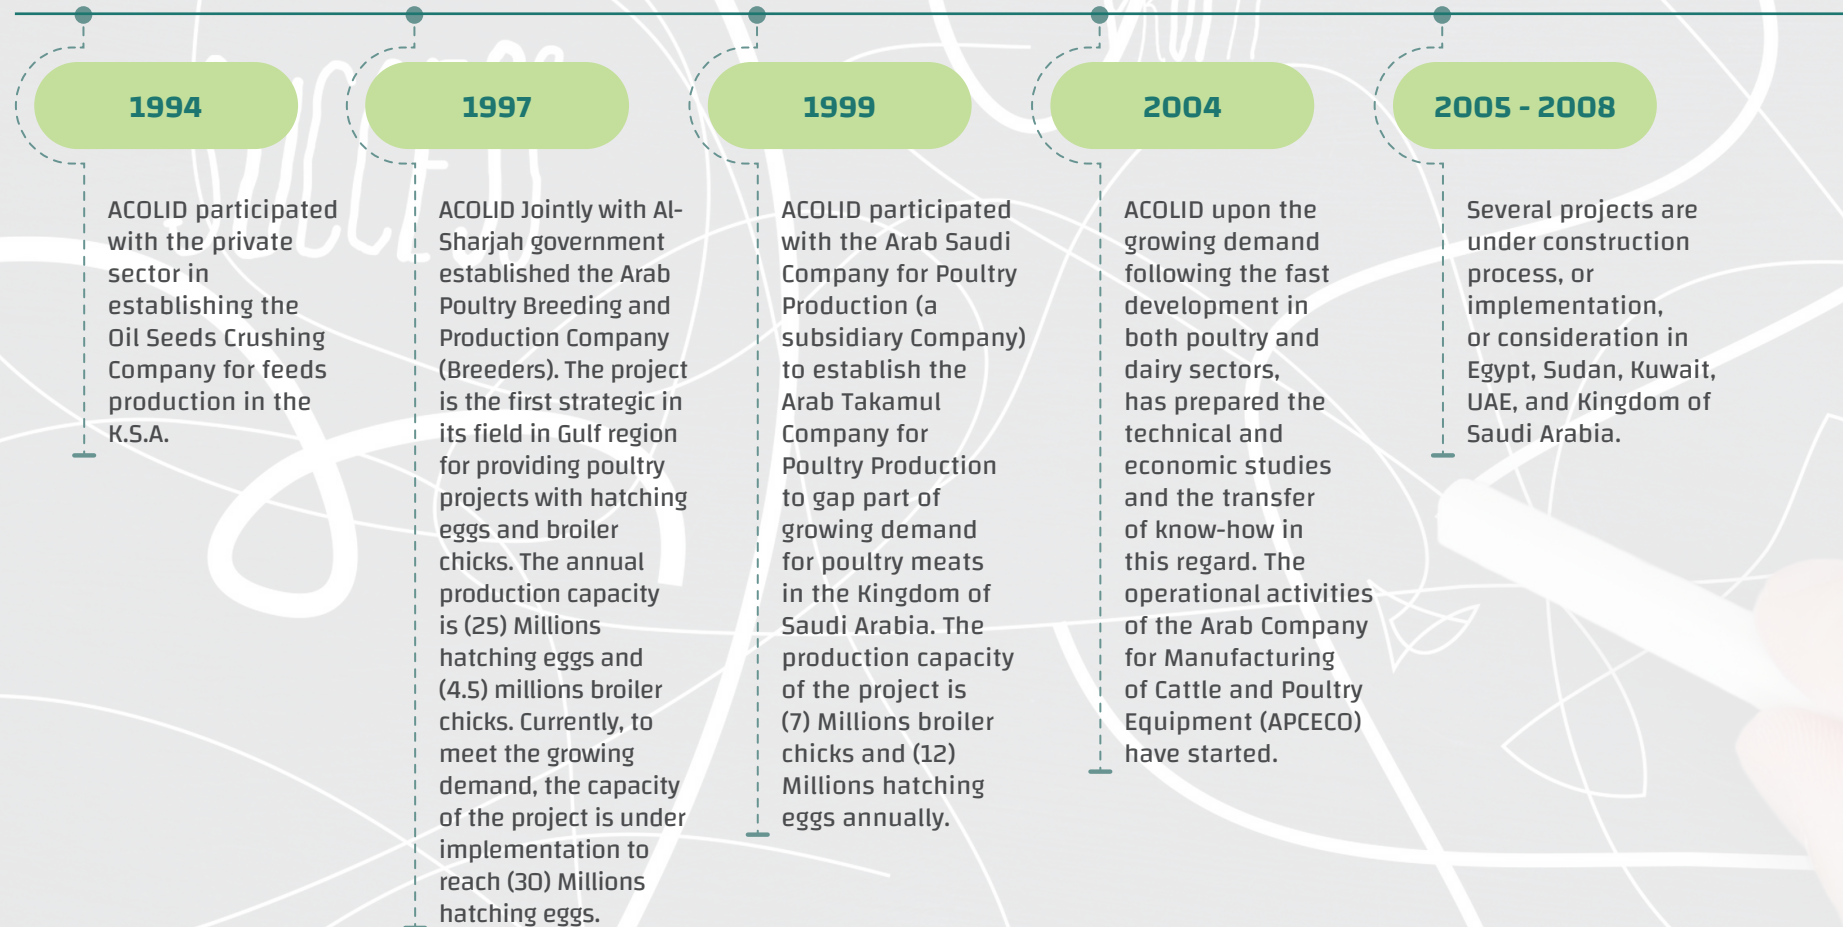 1994
ACOLID participated
with the private
sector in
establishing the
Oil Seeds Crushing
Company for feeds
production in the
K.S.A.
1997
ACOLID Jointly with Al-
Sharjah government
established the Arab
Poultry Breeding and
Production Company
(Breeders). The project
is the first strategic in
its field in Gulf region
for providing poultry
projects with hatching
eggs and broiler
chicks. The annual
production capacity
is (25) Millions
hatching eggs and
(4.5) millions broiler
chicks. Currently, to
meet the growing
demand, the capacity
of the project is under
implementation to
reach (30) Millions
hatching eggs.
1999
ACOLID participated
with the Arab Saudi
Company for Poultry
Production (a
subsidiary Company)
to establish the
Arab Takamul
Company for
Poultry Production
to gap part of
growing demand
for poultry meats
in the Kingdom of
Saudi Arabia. The
production capacity
of the project is
(7) Millions broiler
chicks and (12)
Millions hatching
eggs annually.
2004
ACOLID upon the
growing demand
following the fast
development in
both poultry and
dairy sectors,
has prepared the
technical and
economic studies
and the transfer
of know-how in
this regard. The
operational activities
of the Arab Company
for Manufacturing
of Cattle and Poultry
Equipment (APCECO)
have started.
2005 - 2008
Several projects are
under construction
process, or
implementation,
or consideration in
Egypt, Sudan, Kuwait,
UAE, and Kingdom of
Saudi Arabia.
SUCCESS